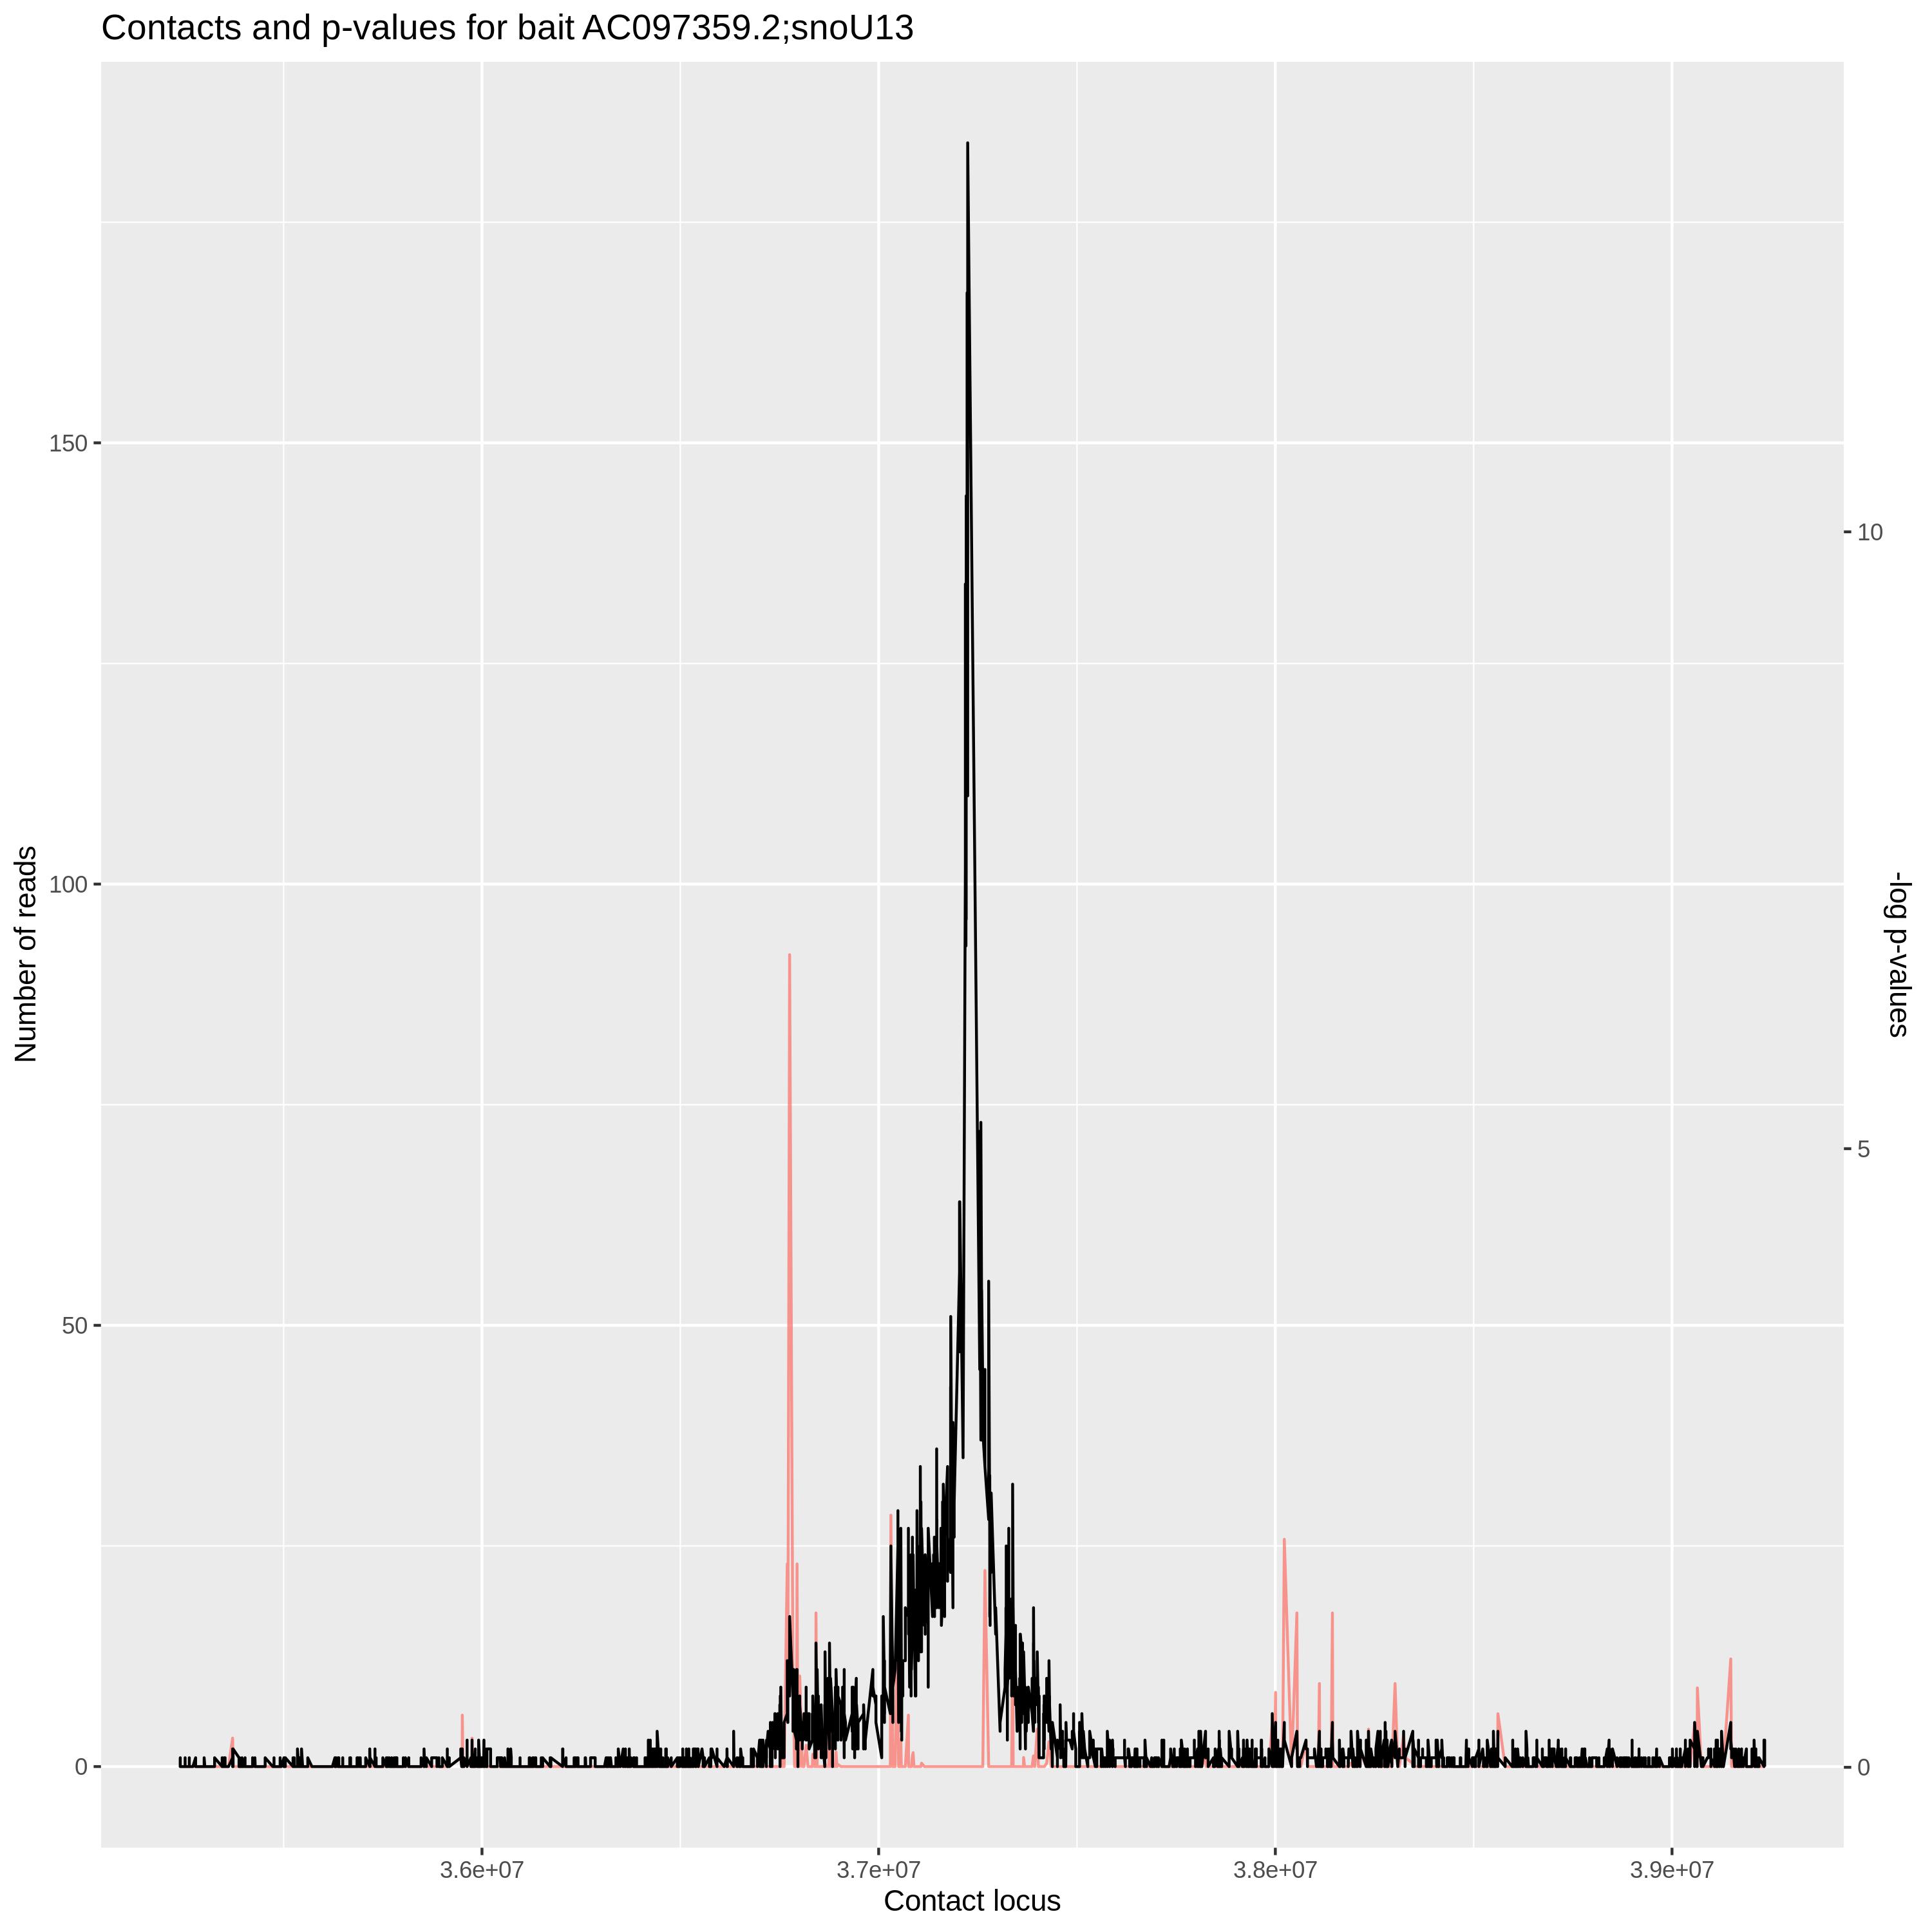 Contacts and p-values for bait AC097359.2;snoU13
Number of reads
150
100
50
0
10
5
0
-log p-values
3.6e+07
3.7e+07
3.8e+07
3.9e+07
Contact locus